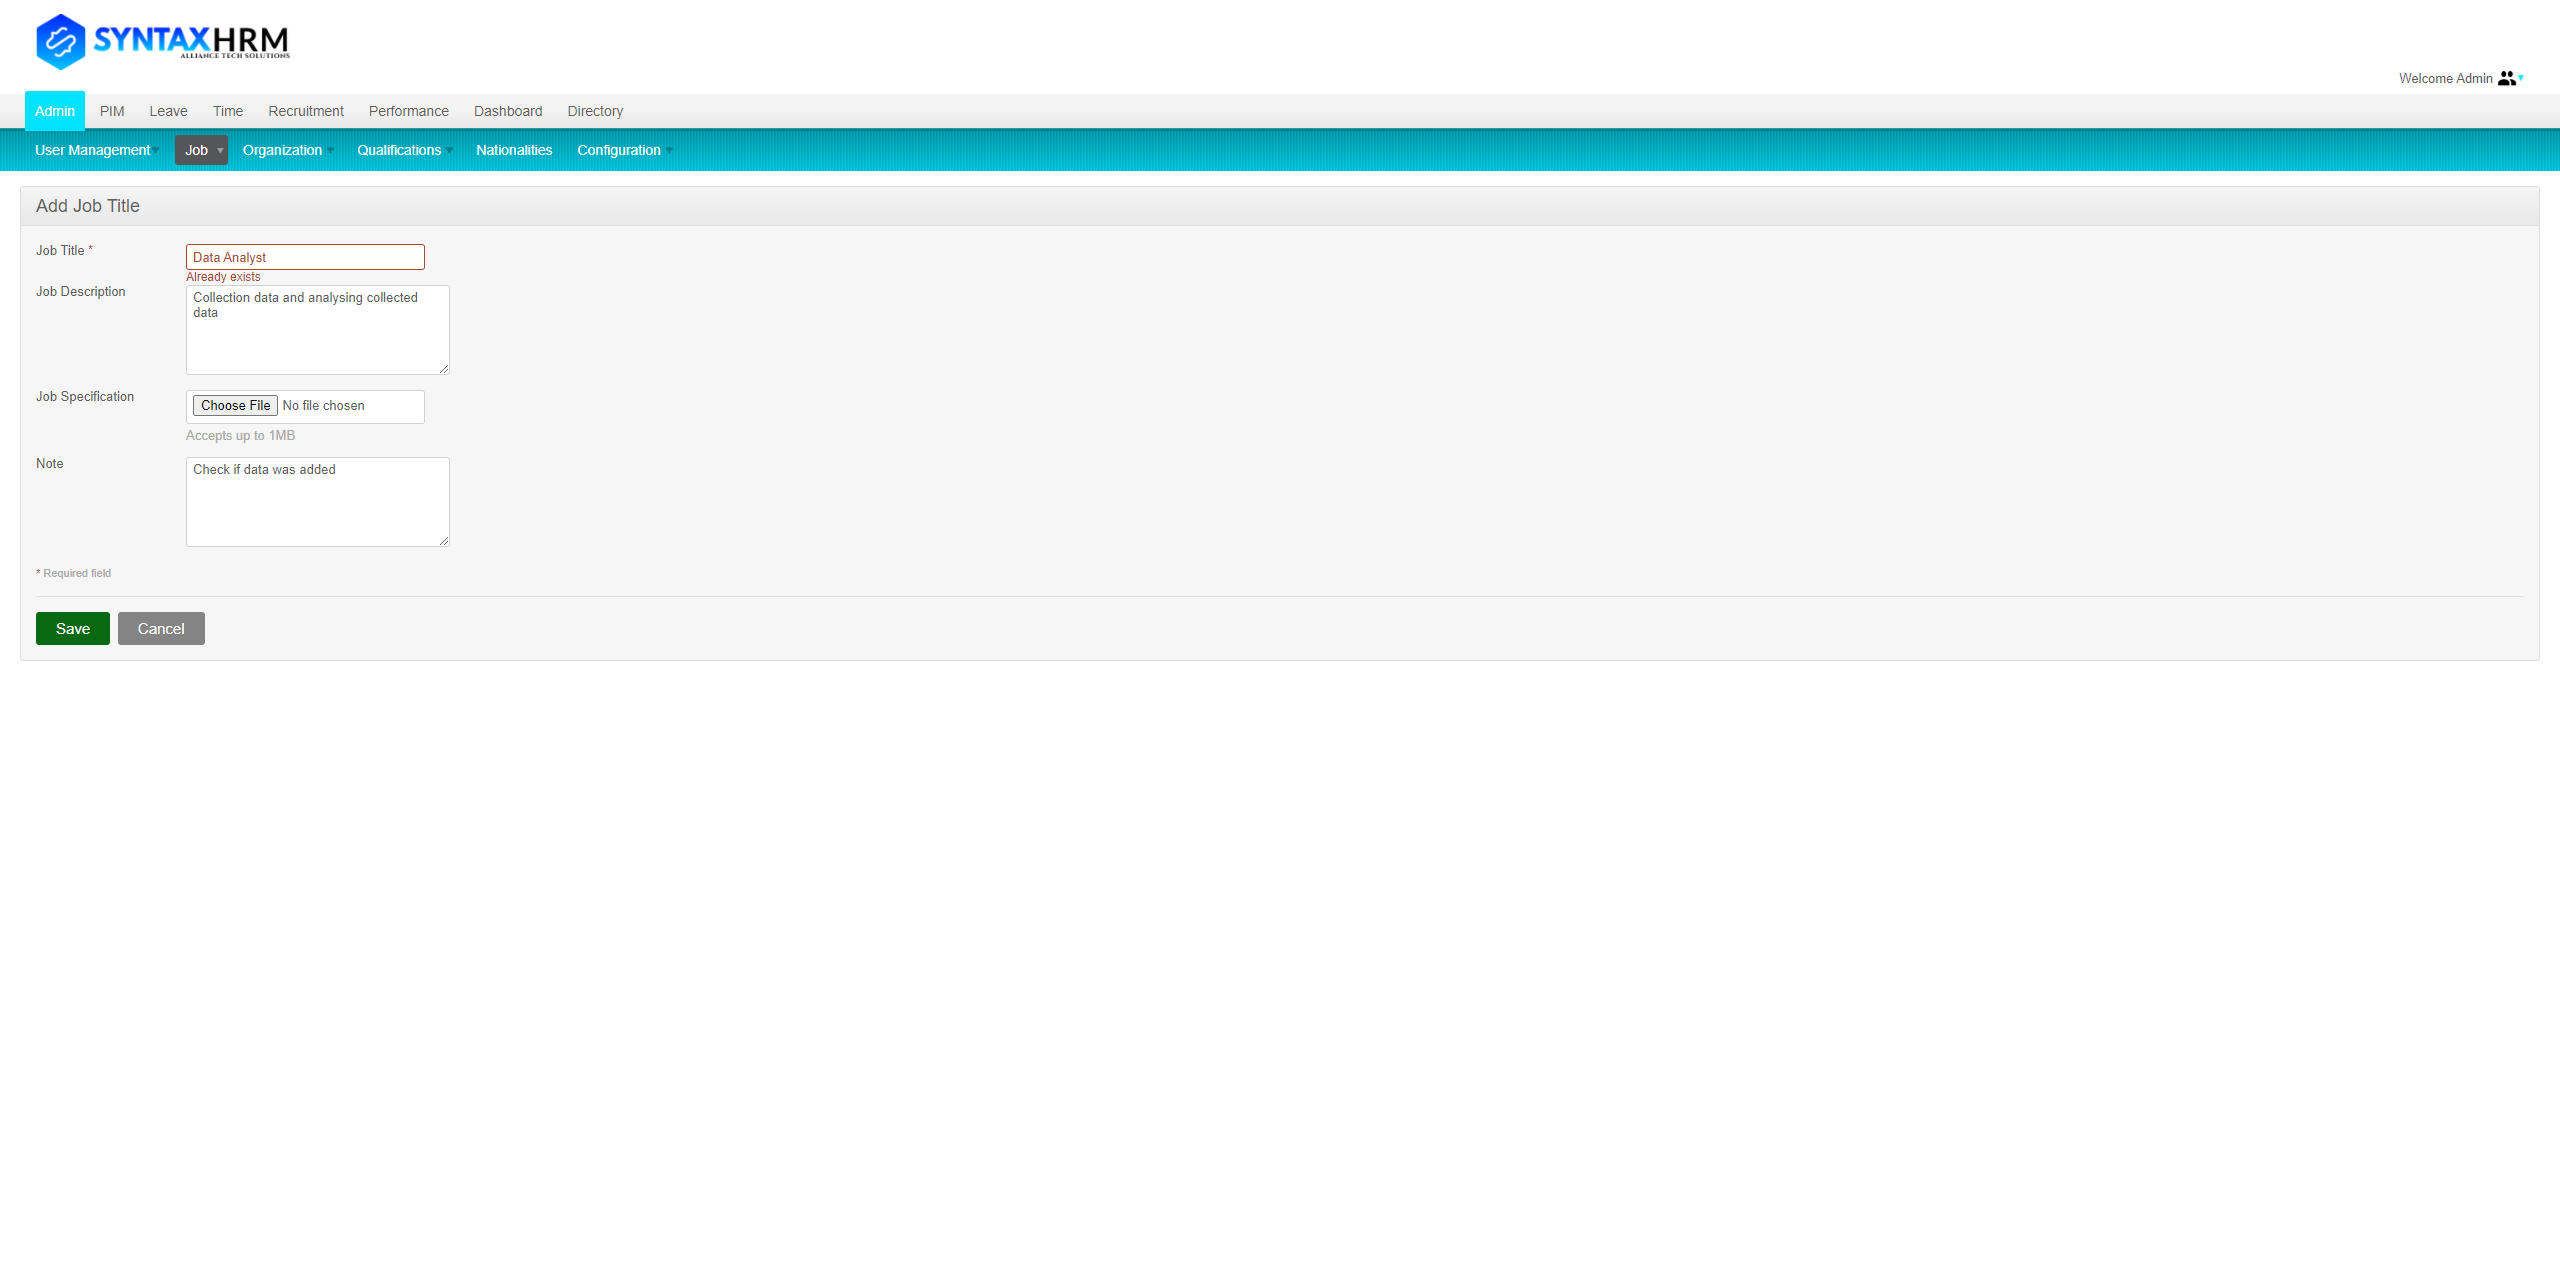 SYNTAXHRM
ALLIANCE TECH SOLUTIONS
Welcome Admin
Admin PIM Leave Time Recruitment Performance Dashboard Directory
User Management Job Organization Qualifications Nationalities Configuration
Add Job Title
Job Title *
Data Analyst
Already exists
Job Description
Collection data and analysing collected
data
Job Specification
Choose File No file chosen
Accepts up to 1MB
Note
Check if data was added
* Required field
Save Cancel